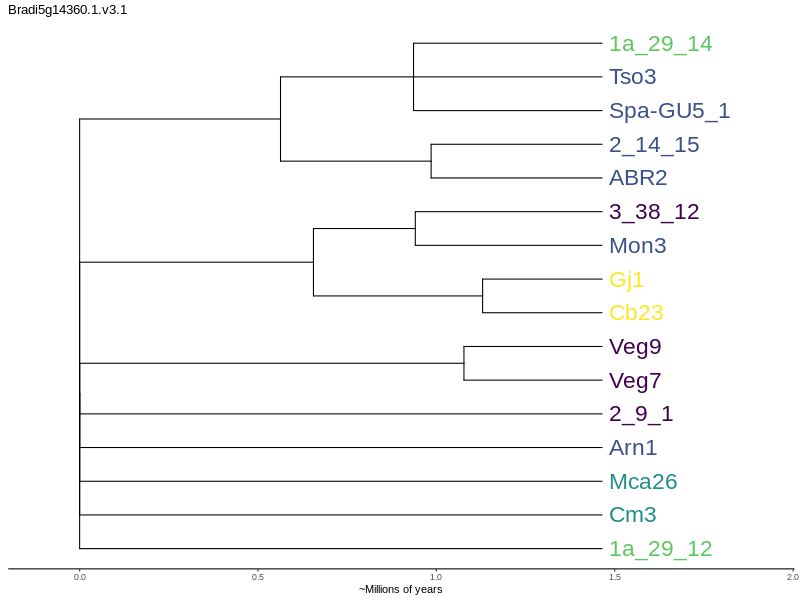 Bradi5g14360.1.v3.1
1a_29_14
Tso3
Spa-GU5_1
2_14_15
ABR2
3_38_12
Mon3
Gj1
Cb23
Veg9
Veg7
2_9_1
Arn1
Mca26
Cm3
1a_29_12
0.0 0.5 1.0 1.5 2.0
~Millions of years